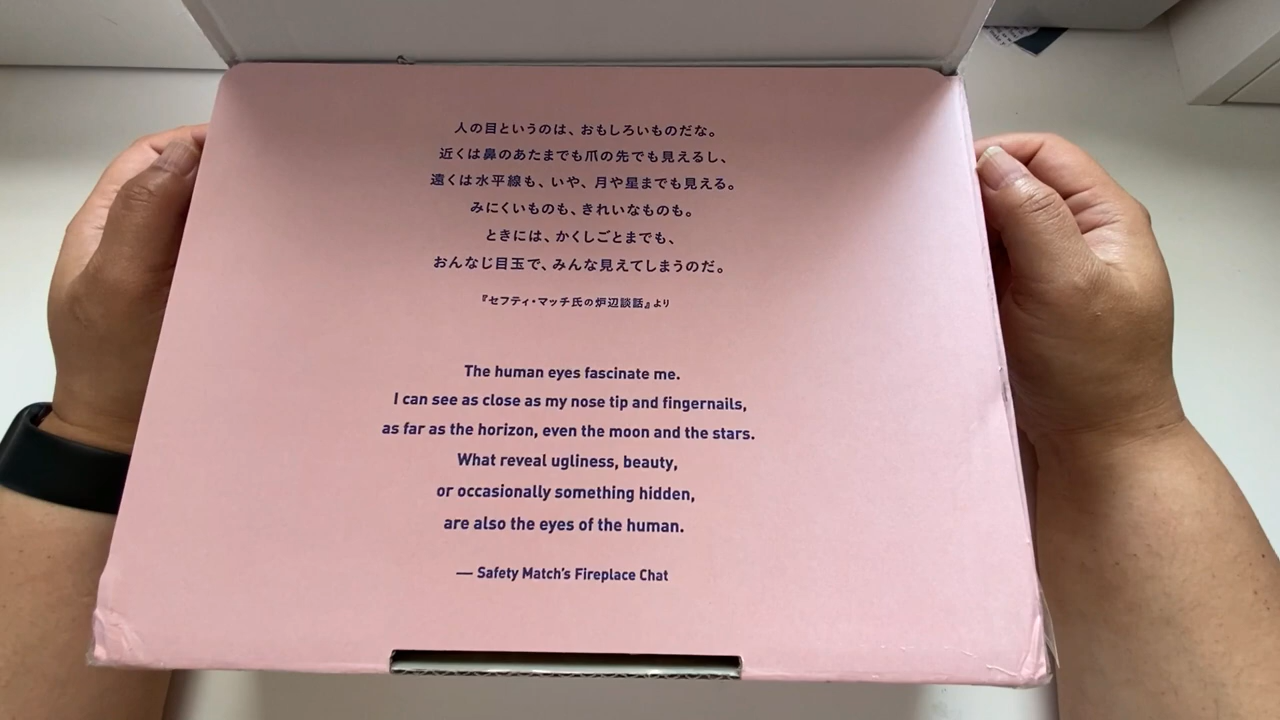 人の目というのは、おもしろいものだな。
近くは鼻のあたまでも爪の先でも見えるし、
遠くは水平線も、いや、月や星までも見える。
みにくいものも、きれいなものも。
ときには、かくしごとまでも、
おんなじ目玉で、みんな見えてしまうのだ。
『セフティ・マッチ氏の炉辺談話』より
The human eyes fascinate me.
I can see as close as my nose tip and fingernails,
as far as the horizon, even the moon and the stars.
What reveal ugliness, beauty,
or occasionally something hidden,
are also the eyes of the human.
— Safety Match's Fireplace Chat